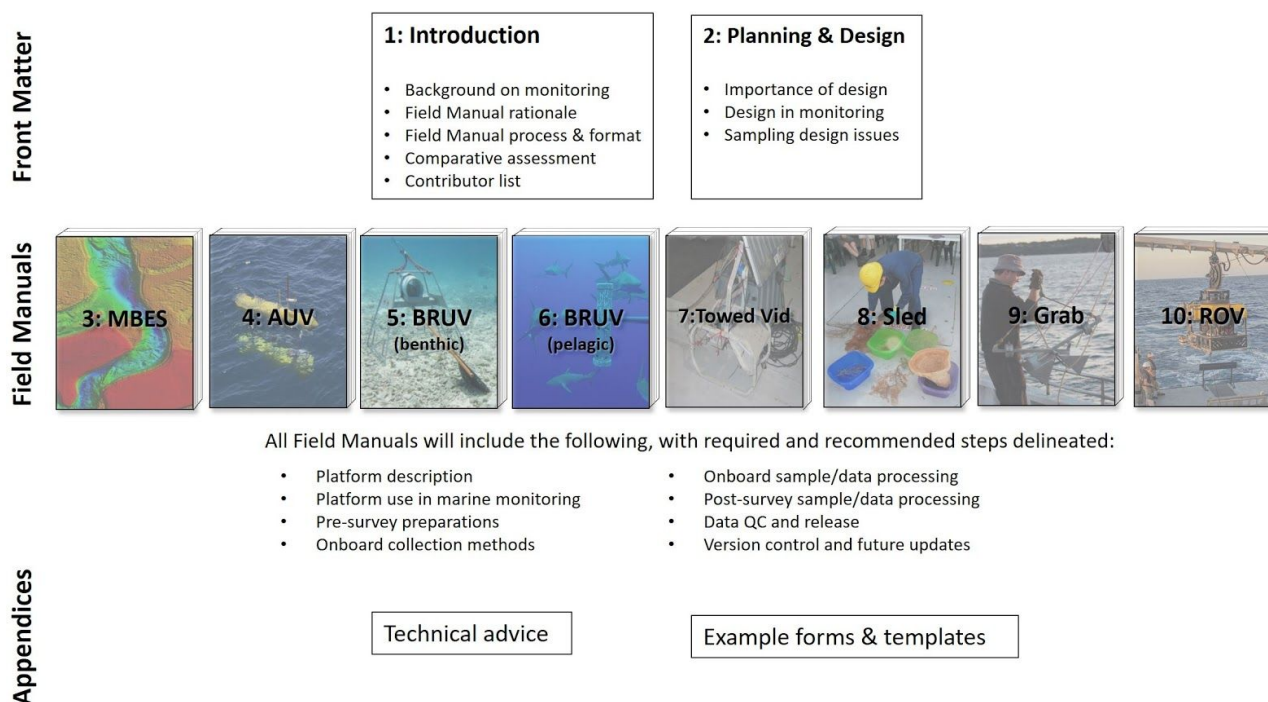 Front Matter
1: Introduction
• Background on monitoring
• Field Manual rationale
• Field Manual process & format
• Comparative assessment
• Contributor list
2: Planning & Design
• Importance of design
• Design in monitoring
• Sampling design issues
Field Manuals
3: MBES
4: AUV
5: BRUV
(benthic)
6: BRUV
(pelagic)
7:Towed Vid
8: Sled
9: Grab
10: ROV
All Field Manuals will include the following, with required and recommended steps delineated:
• Platform description
• Platform use in marine monitoring
• Pre-survey preparations
• Onboard collection methods
• Onboard sample/data processing
• Post-survey sample/data processing
• Data QC and release
• Version control and future updates
Appendices
Technical advice
Example forms & templates